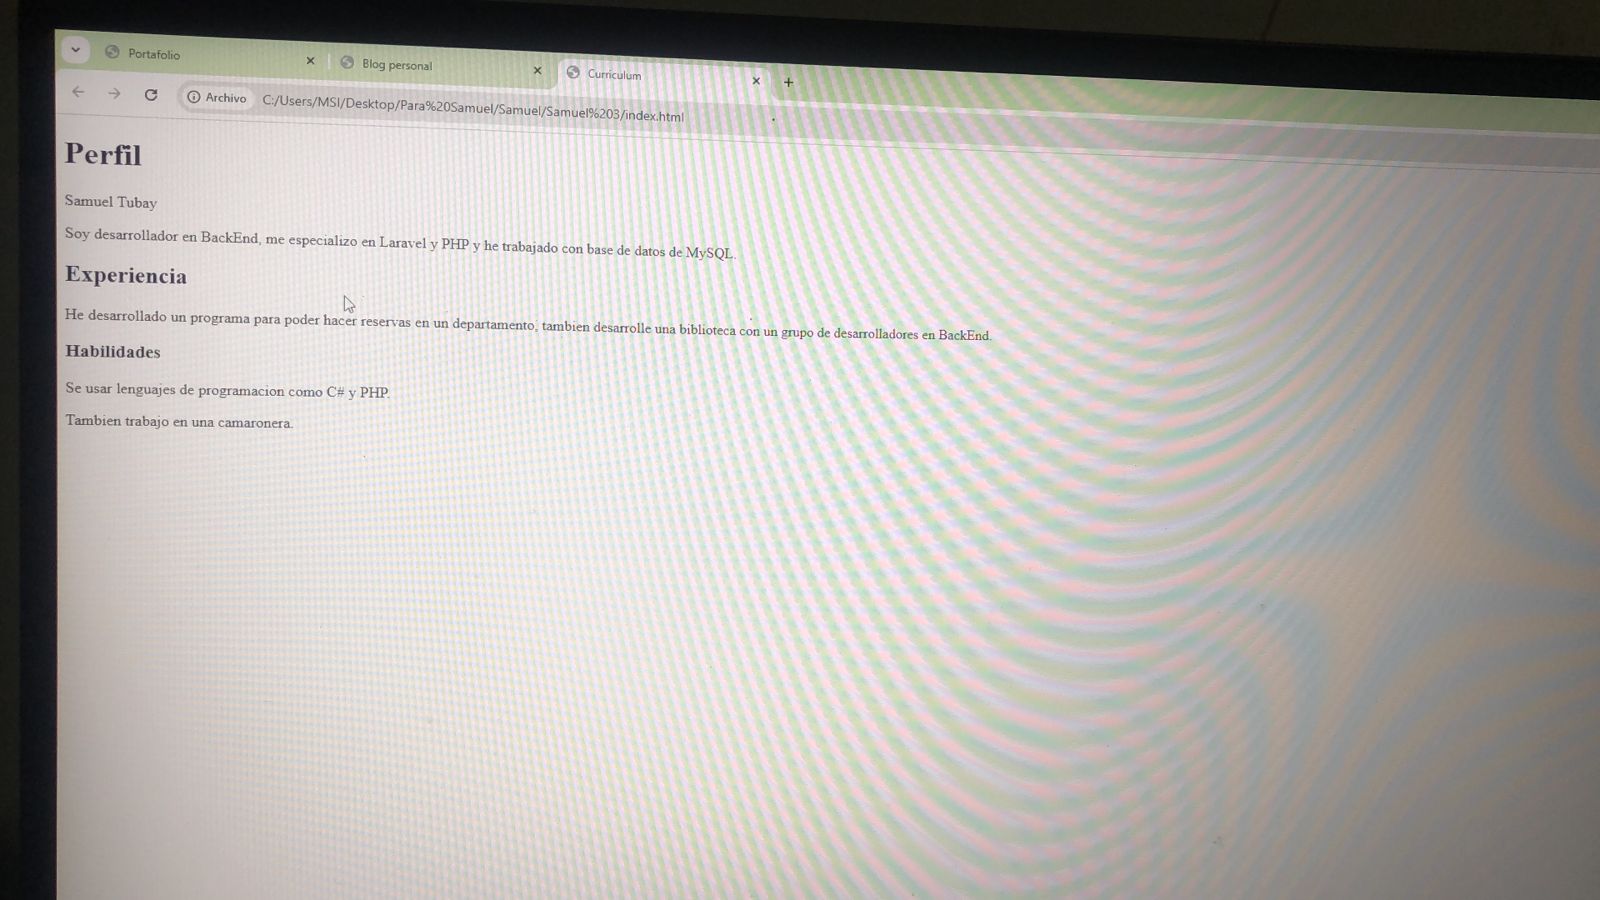 Portafolio
Blog personal
Curriculum
Archivo C:/Users/MSI/Desktop/Para%20Samuel/Samuel/Samuel%203/index.html
Perfil
Samuel Tubay
Soy desarrollador en BackEnd, me especializo en Laravel y PHP y he trabajado con base de datos de MySQL.
Experiencia
He desarrollado un programa para poder hacer reservas en un departamento, tambien desarrolle una biblioteca con un grupo de desarrolladores en BackEnd.
Habilidades
Se usar lenguajes de programacion como C# y PHP.
Tambien trabajo en una camaronera.